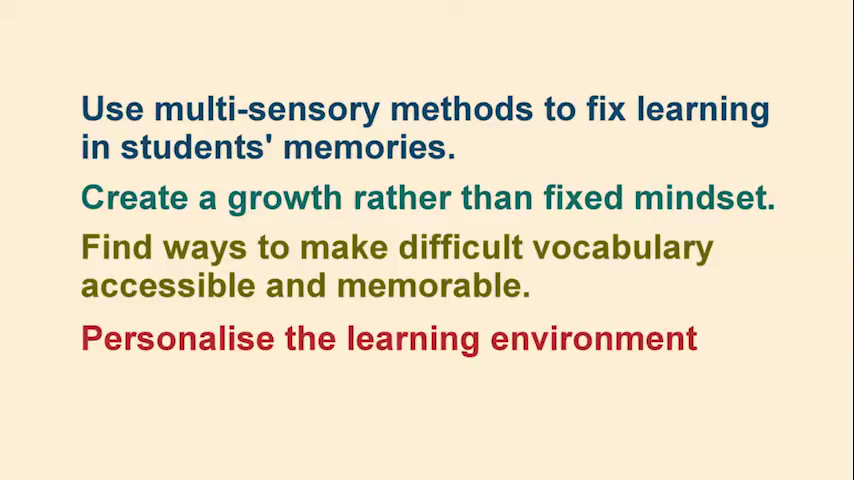 Use multi-sensory methods to fix learning
in students' memories.
Create a growth rather than fixed mindset.
Find ways to make difficult vocabulary
accessible and memorable.
Personalise the learning environment